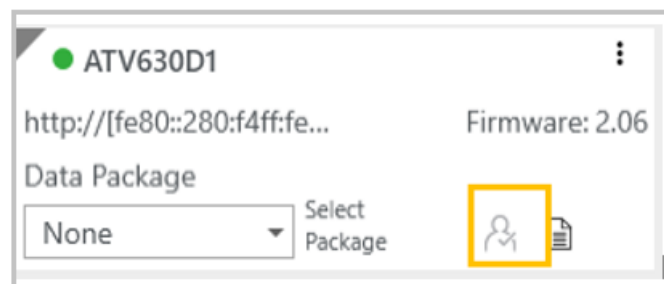 ATV630D1
http://[fe80::280:f4ff:fe... Firmware: 2.06
Data Package
None Select Package